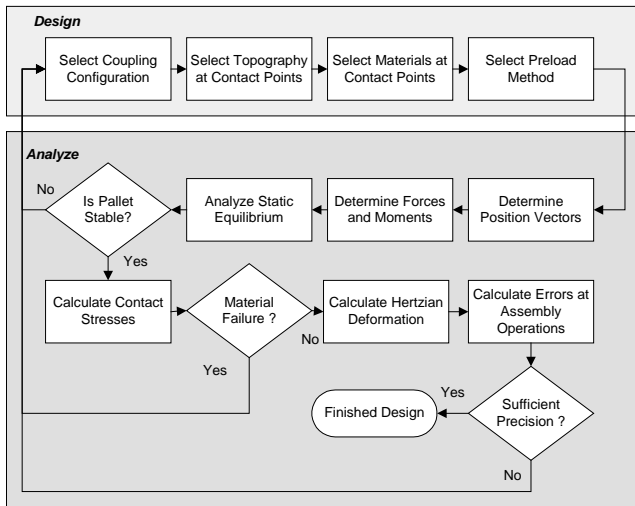 Design
Select Coupling
Configuration
Select Topography
at Contact Points
Select Materials at
Contact Points
Select Preload
Method
Analyze
No
Is Pallet
Stable?
Analyze Static
Equilibrium
Determine Forces
and Moments
Determine
Position Vectors
Yes
Calculate Contact
Stresses
Material
Failure ?
Calculate Hertzian
Deformation
Calculate Errors at
Assembly
Operations
No
Yes
Finished Design
Yes
Sufficient
Precision ?
No